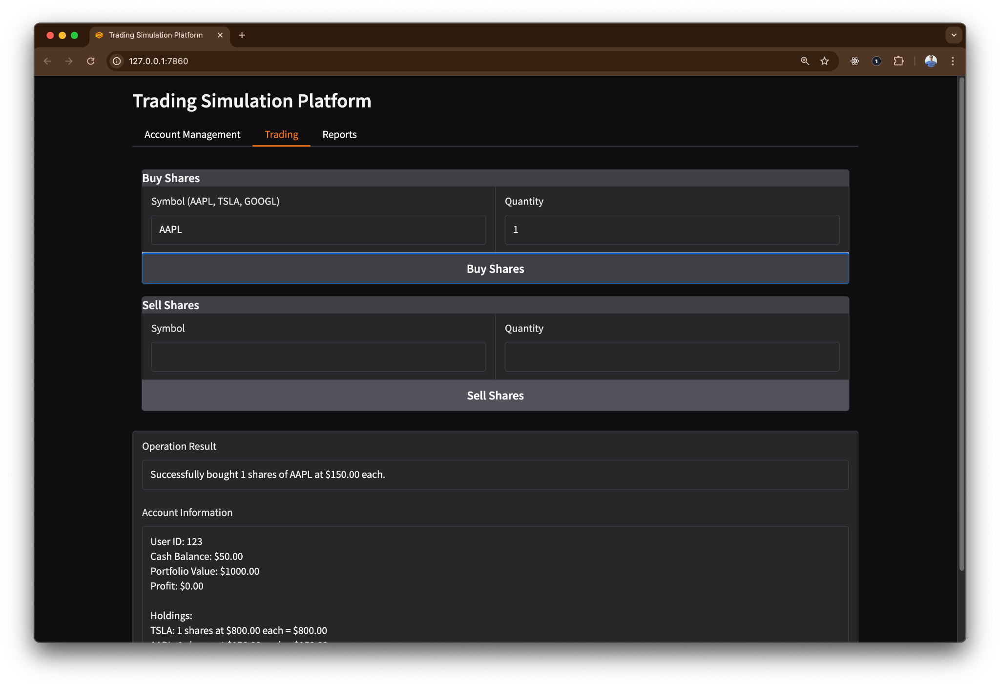 Trading Simulation Platform
127.0.0.1:7860
1
Trading Simulation Platform
Account Management Trading Reports
Buy Shares
Symbol (AAPL, TSLA, GOOGL) Quantity
AAPL 1
Buy Shares
Sell Shares
Symbol Quantity
Sell Shares
Operation Result
Successfully bought 1 shares of AAPL at $150.00 each.
Account Information
User ID: 123
Cash Balance: $50.00
Portfolio Value: $1000.00
Profit: $0.00
Holdings:
TSLA: 1 shares at $800.00 each = $800.00